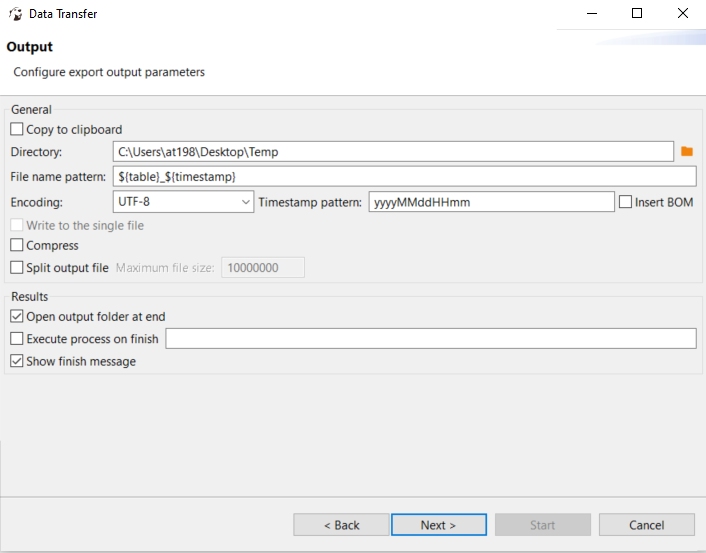 Data Transfer
Output
Configure export output parameters
General
Copy to clipboard
Directory: C:\Users\at198\Desktop\Temp
File name pattern: ${table}_${timestamp}
Encoding: UTF-8 Timestamp pattern: yyyyMMddHHmm Insert BOM
Write to the single file
Compress
Split output file Maximum file size: 10000000
Results
Open output folder at end
Execute process on finish
Show finish message
< Back Next > Start Cancel